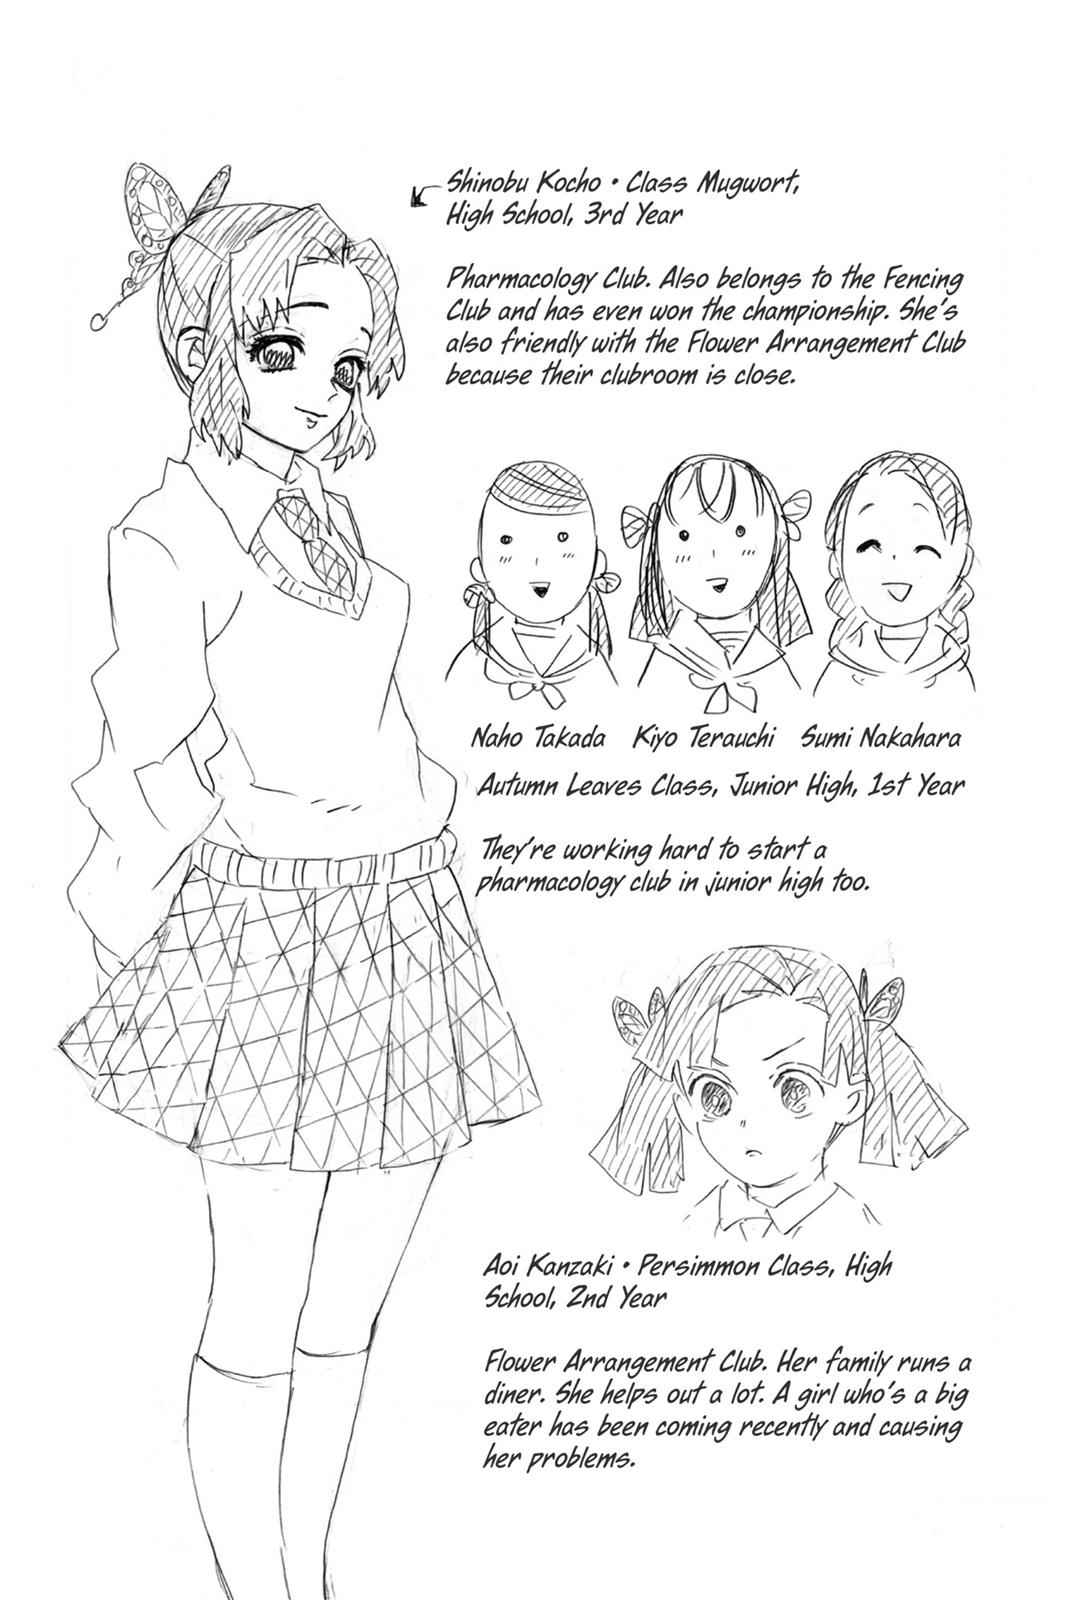 Shinobu Kocho • Class Mugwort,
High School, 3rd Year
Pharmacology Club. Also belongs to the Fencing
Club and has even won the championship. She's
also friendly with the Flower Arrangement Club
because their clubroom is close.
Naho Takada Kiyo Terauchi Sumi Nakahara
Autumn Leaves Class, Junior High, 1st Year
They're working hard to start a
pharmacology club in junior high too.
Aoi Kanzaki • Persimmon Class, High
School, 2nd Year
Flower Arrangement Club. Her family runs a
diner. She helps out a lot. A girl who's a big
eater has been coming recently and causing
her problems.